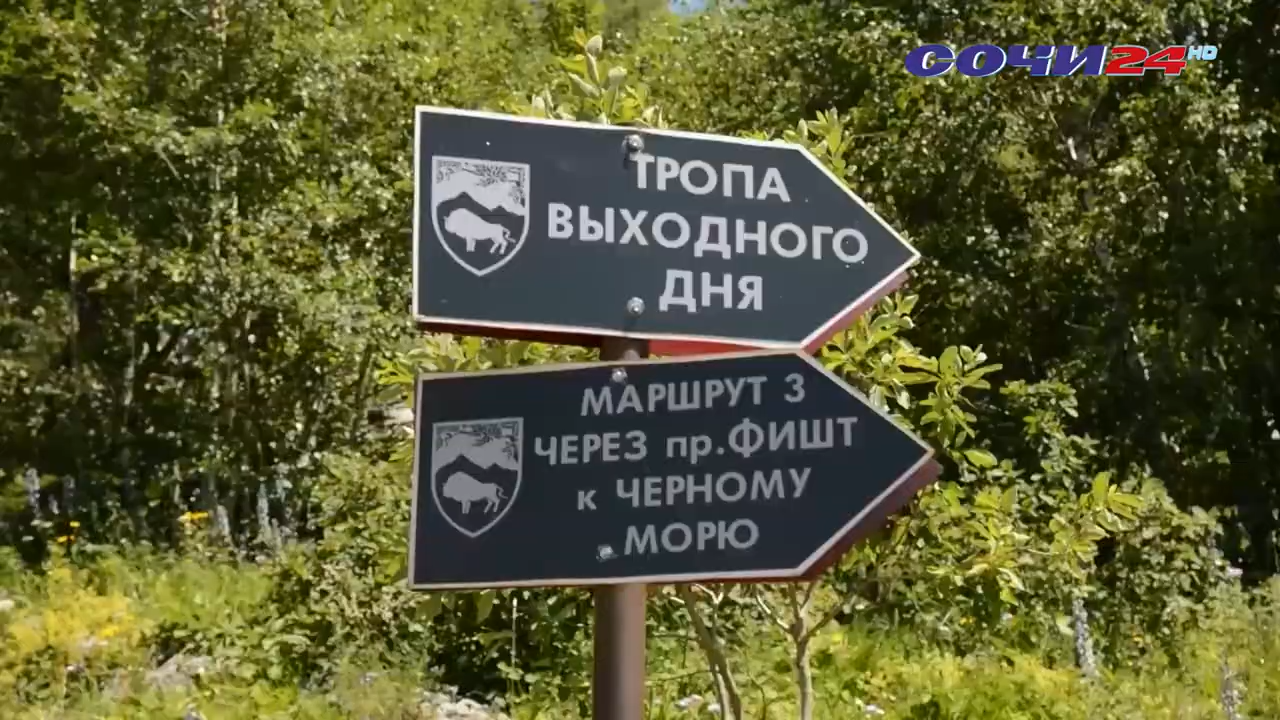 СОЧИ24HD
ТРОПА
ВЫХОДНОГО
ДНЯ
МАРШРУТ 3
ЧЕРЕЗ пр.ФИШТ
к ЧЕРНОМУ
МОРЮ